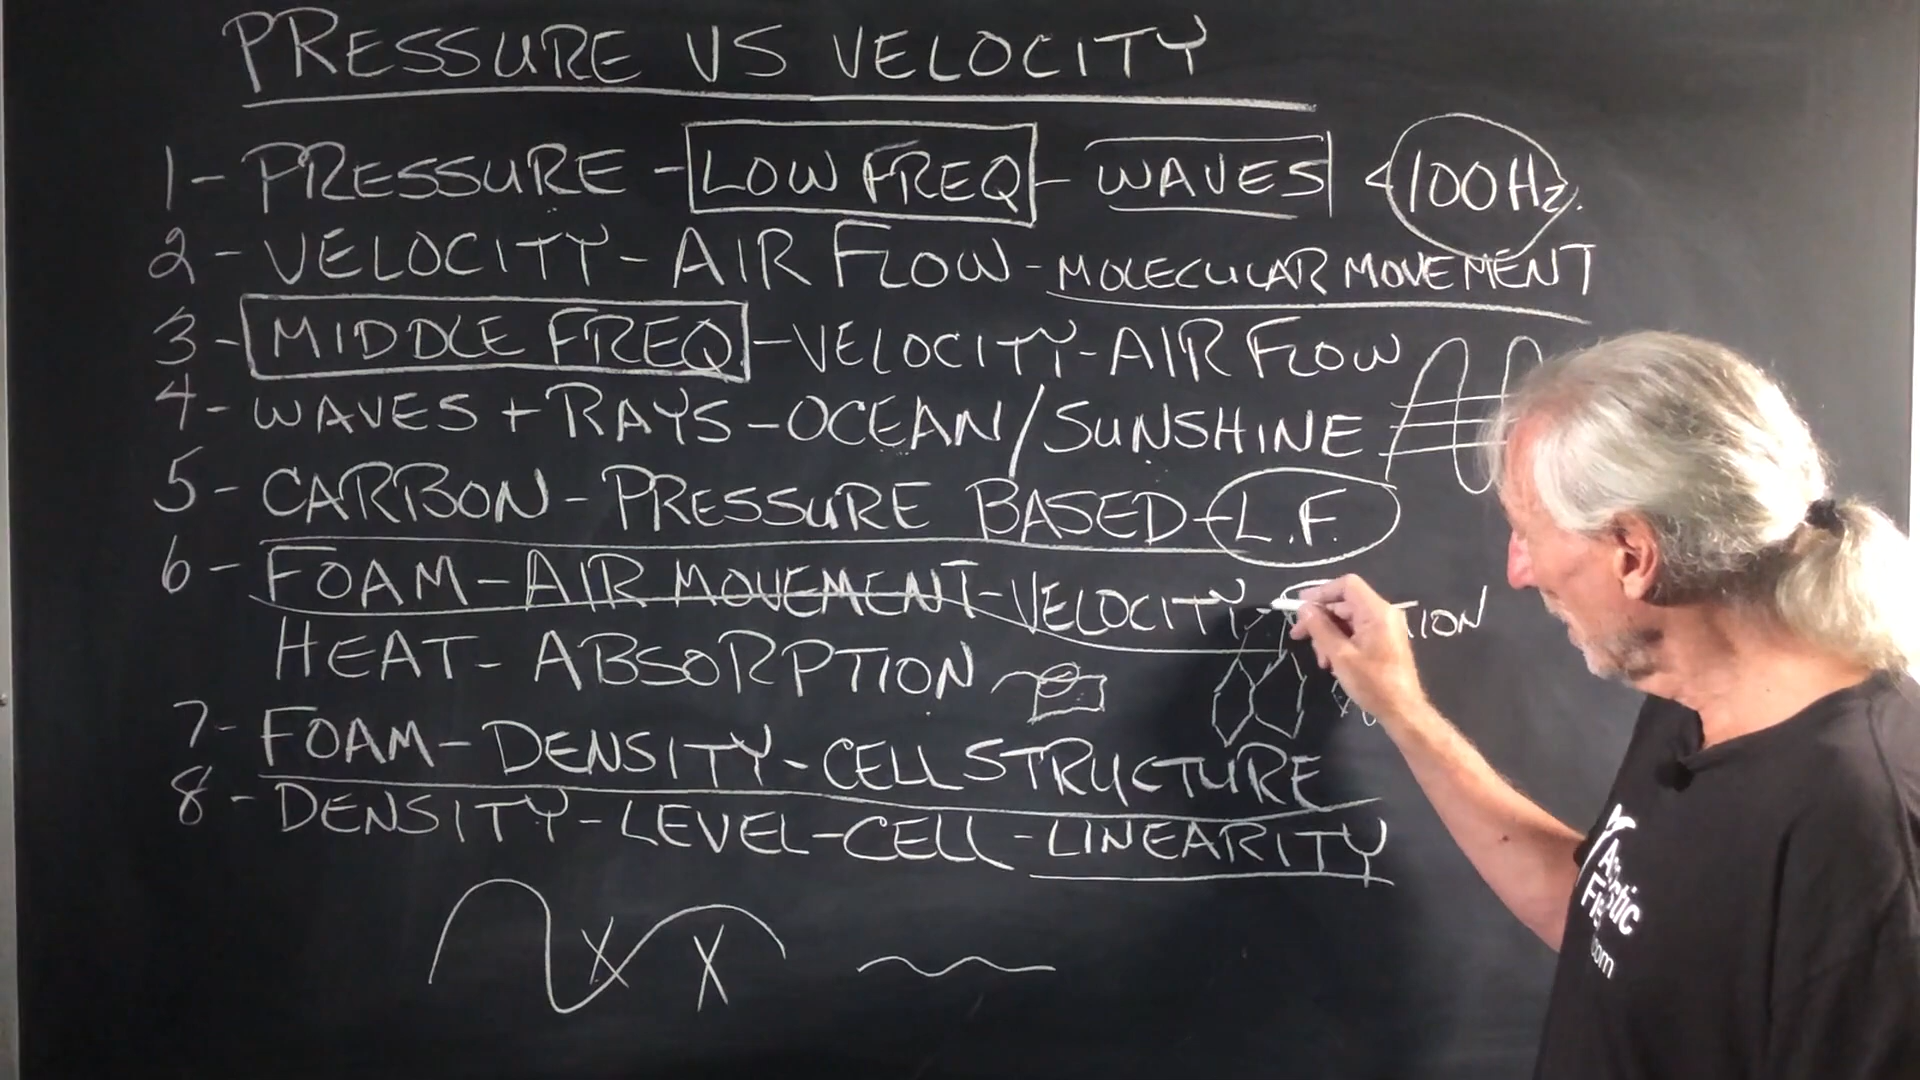 PRESSURE VS VELOCITY
1- PRESSURE - LOW FREQ - WAVES < 100Hz.
2- VELOCITY - AIR FLOW - MOLECULAR MOVEMENT
3- MIDDLE FREQ - VELOCITY - AIR FLOW
4- WAVES + RAYS - OCEAN / SUNSHINE
5- CARBON - PRESSURE BASED - L.F.
6- FOAM - AIR MOVEMENT - VELOCITY -
HEAT - ABSORPTION
7- FOAM - DENSITY - CELL STRUCTURE
8- DENSITY - LEVEL - CELL - LINEARITY